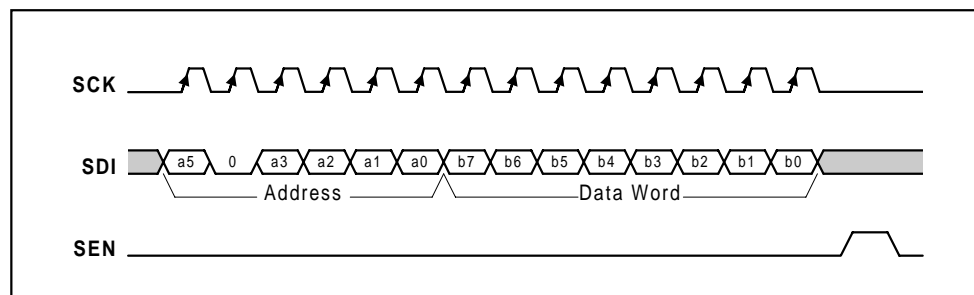 SCK
SDI a5 0 a3 a2 a1 a0 b7 b6 b5 b4 b3 b2 b1 b0
Address Data Word
SEN